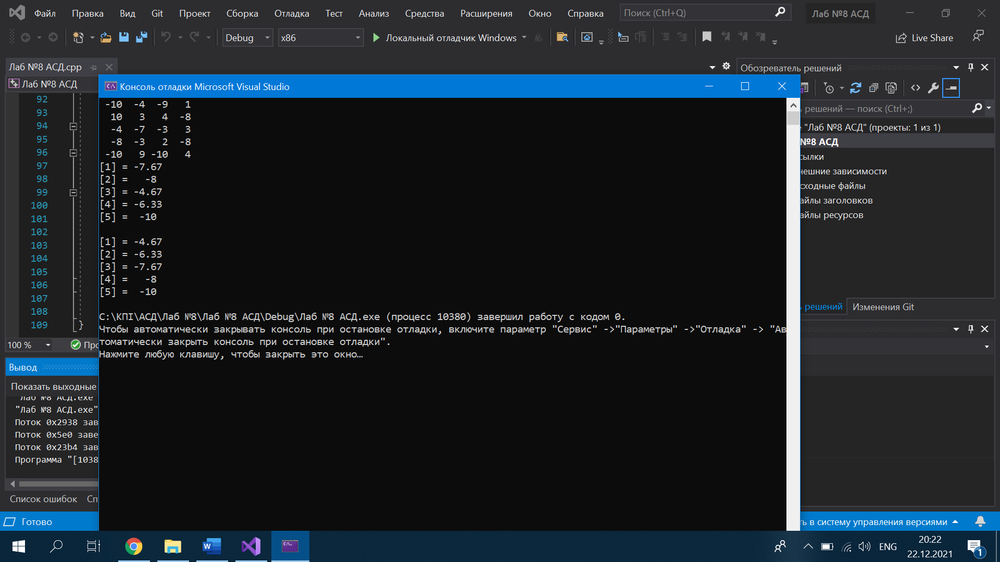 Файл Правка Вид Git Проект Сборка Отладка Тест Анализ Средства Расширения Окно Справка Поиск (Ctrl+Q) Лаб №8 АСД
Debug x86 Локальный отладчик Windows Live Share
Лаб №8 АСД.cpp
Лаб №8 АСД
92
93
94
95
96
97
98
99
100
101
102
103
104
105
106
107
108
109 }
100 %
Консоль отладки Microsoft Visual Studio
-10 -4 -9 1
10 3 4 -8
-4 -7 -3 3
-8 -3 2 -8
-10 9 -10 4
[1] = -7.67
[2] = -8
[3] = -4.67
[4] = -6.33
[5] = -10
[1] = -4.67
[2] = -6.33
[3] = -7.67
[4] = -8
[5] = -10
C:\КПІ\АСД\Лаб №8\Лаб №8 АСД\Debug\Лаб №8 АСД.exe (процесс 10380) завершил работу с кодом 0.
Чтобы автоматически закрывать консоль при остановке отладки, включите параметр "Сервис" ->"Параметры" ->"Отладка" -> "Ав
томатически закрыть консоль при остановке отладки".
Нажмите любую клавишу, чтобы закрыть это окно…
Обозреватель решений
решений — поиск (Ctrl+;)
"Лаб №8 АСД" (проекты: 1 из 1)
№8 АСД
сылки
нешние зависимости
сходные файлы
айлы заголовков
айлы ресурсов
решений Изменения Git
Про
Вывод
Показать выходные
"Лаб №8 АСД.exe"
"Лаб №8 АСД.exe"
Поток 0x2938 зав
Поток 0x5e0 заве
Поток 0x23b4 зав
Программа "[1038
Список ошибок Сп
Готово
ть в систему управления версиями
ENG
20:22
22.12.2021
1